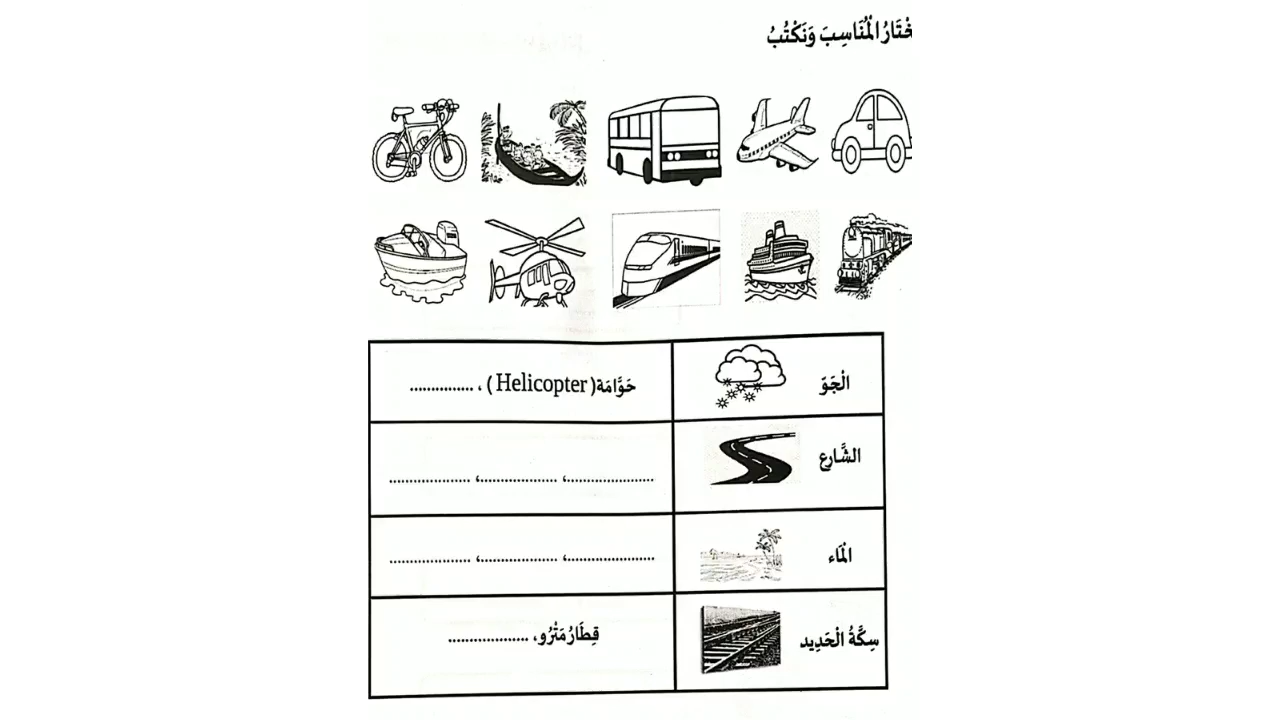 خْتَارُ الْمُنَاسِبَ وَنَكْتُبُ
الْجَوّ
حَوَّامَة (Helicopter) ، ...............
الشَّارِع
......................، ....................، ....................
الْمَاء
......................، ....................، ....................
سِكَّةُ الْحَدِيد
قِطَارُ مَتْرُو، ....................